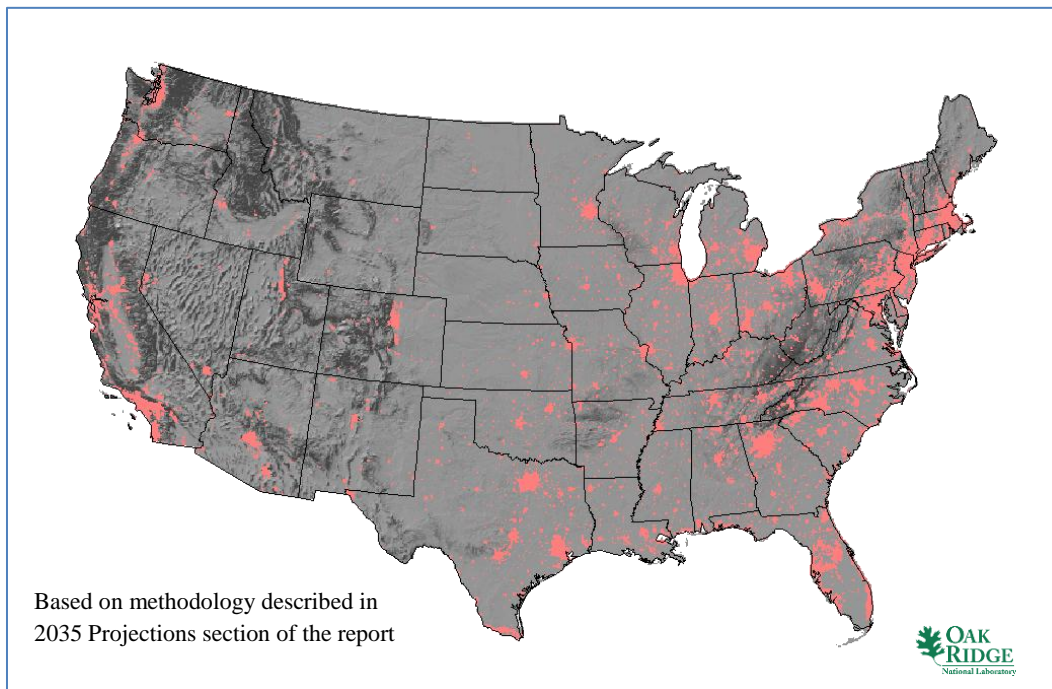 Based on methodology described in
2035 Projections section of the report
OAK
RIDGE
National Laboratory